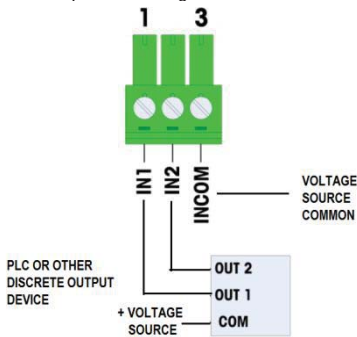 1 3
IN1
IN2
INCOM
VOLTAGE
SOURCE
COMMON
PLC OR OTHER
DISCRETE OUTPUT
DEVICE
OUT 2
OUT 1
+ VOLTAGE
SOURCE
COM